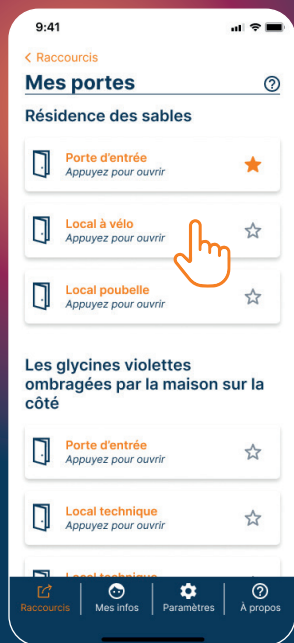 9:41
< Raccourcis
Mes portes
Résidence des sables
Porte d'entrée
Appuyez pour ouvrir
Local à vélo
Appuyez pour ouvrir
Local poubelle
Appuyez pour ouvrir
Les glycines violettes
ombragées par la maison sur la
côté
Porte d'entrée
Appuyez pour ouvrir
Local technique
Appuyez pour ouvrir
Local technique
Raccourcis
Mes infos
Paramètres
À propos